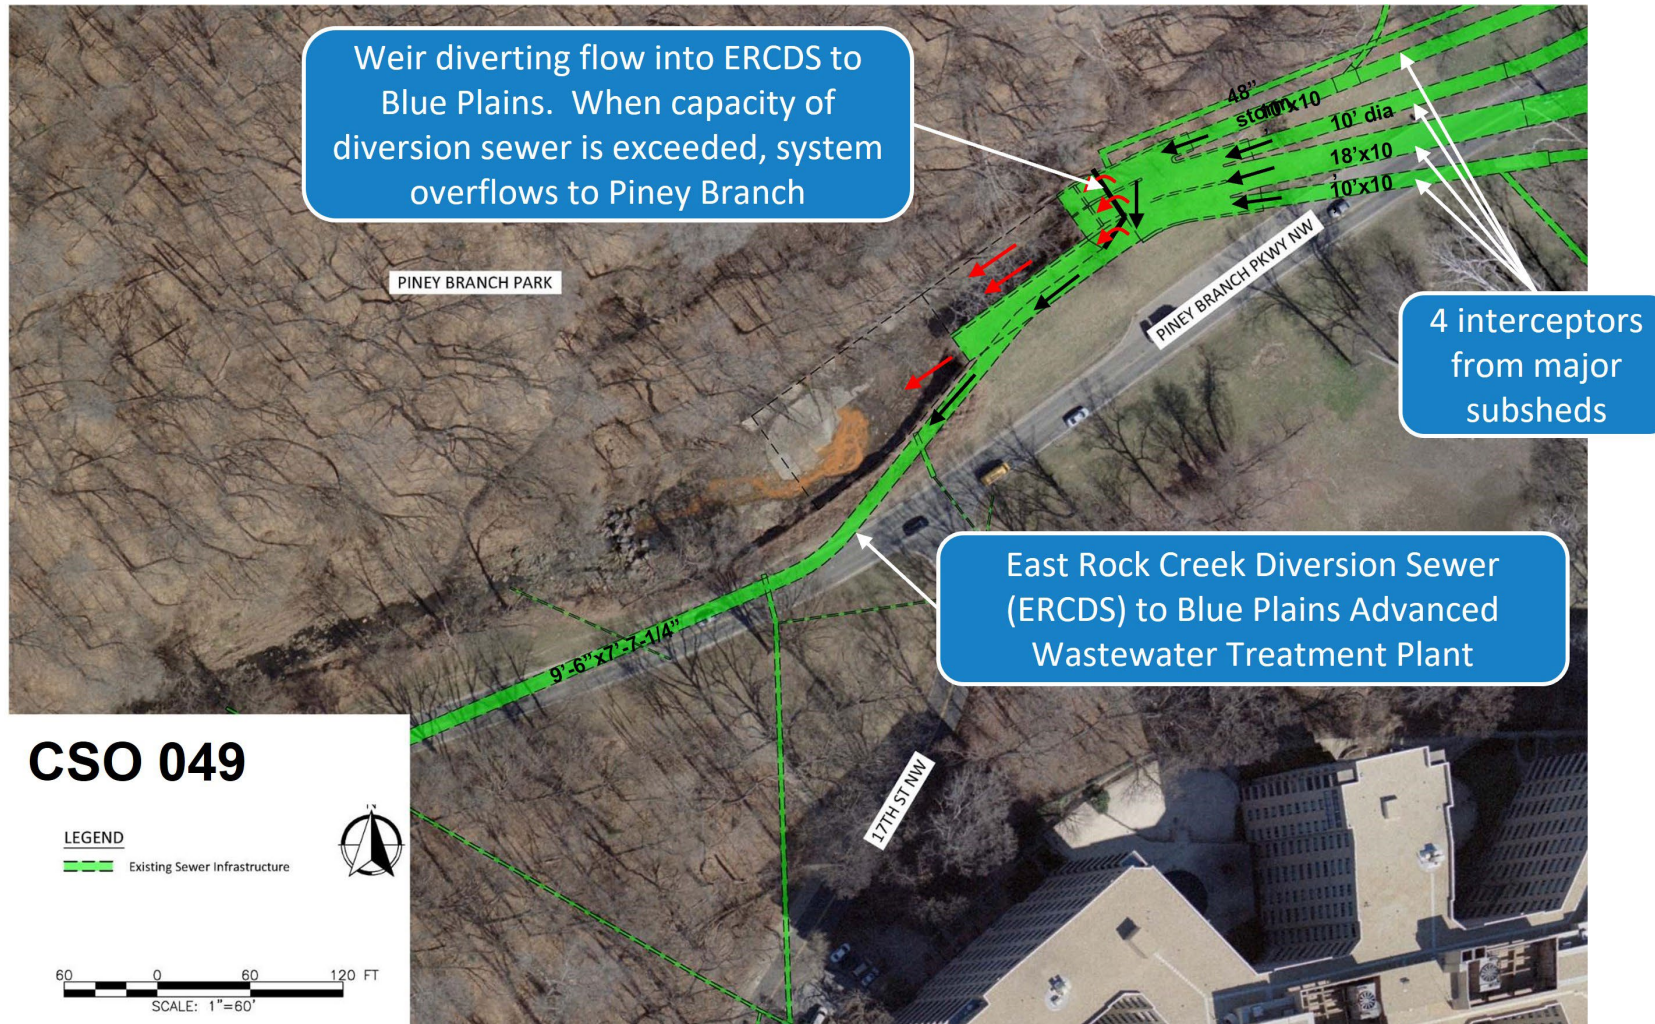 Weir diverting flow into ERCDS to
Blue Plains.  When capacity of
diversion sewer is exceeded, system
overflows to Piney Branch
48”
storm
10’x10
10’ dia
18’x10
’
10’x10
PINEY BRANCH PARK
PINEY BRANCH PKWY NW
4 interceptors
from major
subsheds
East Rock Creek Diversion Sewer
(ERCDS) to Blue Plains Advanced
Wastewater Treatment Plant
9’-6”x7’-7-1/4”
17TH ST NW
CSO 049
LEGEND
Existing Sewer Infrastructure
N
60 0 60 120 FT
SCALE: 1"=60'